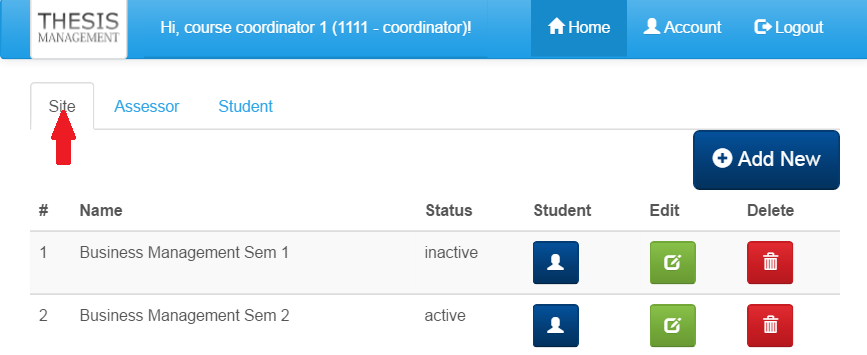 THESIS
MANAGEMENT
Hi, course coordinator 1 (1111 - coordinator)!
Home
Account
Logout
Site
Assessor
Student
Add New
# Name Status Student Edit Delete
1 Business Management Sem 1 inactive
2 Business Management Sem 2 active